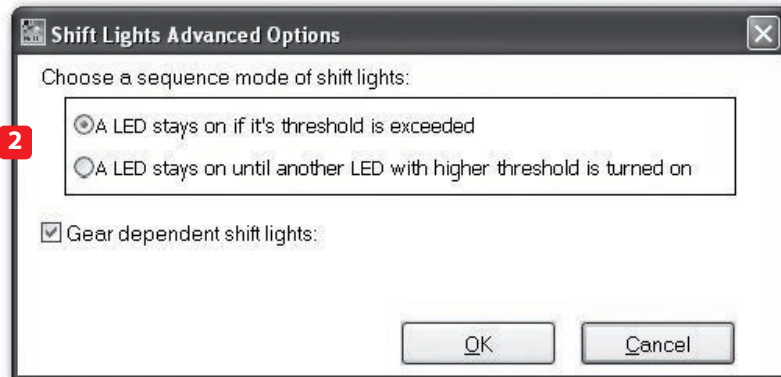 Shift Lights Advanced Options
Choose a sequence mode of shift lights:
2
A LED stays on if it's threshold is exceeded
A LED stays on until another LED with higher threshold is turned on
Gear dependent shift lights:
OK
Cancel